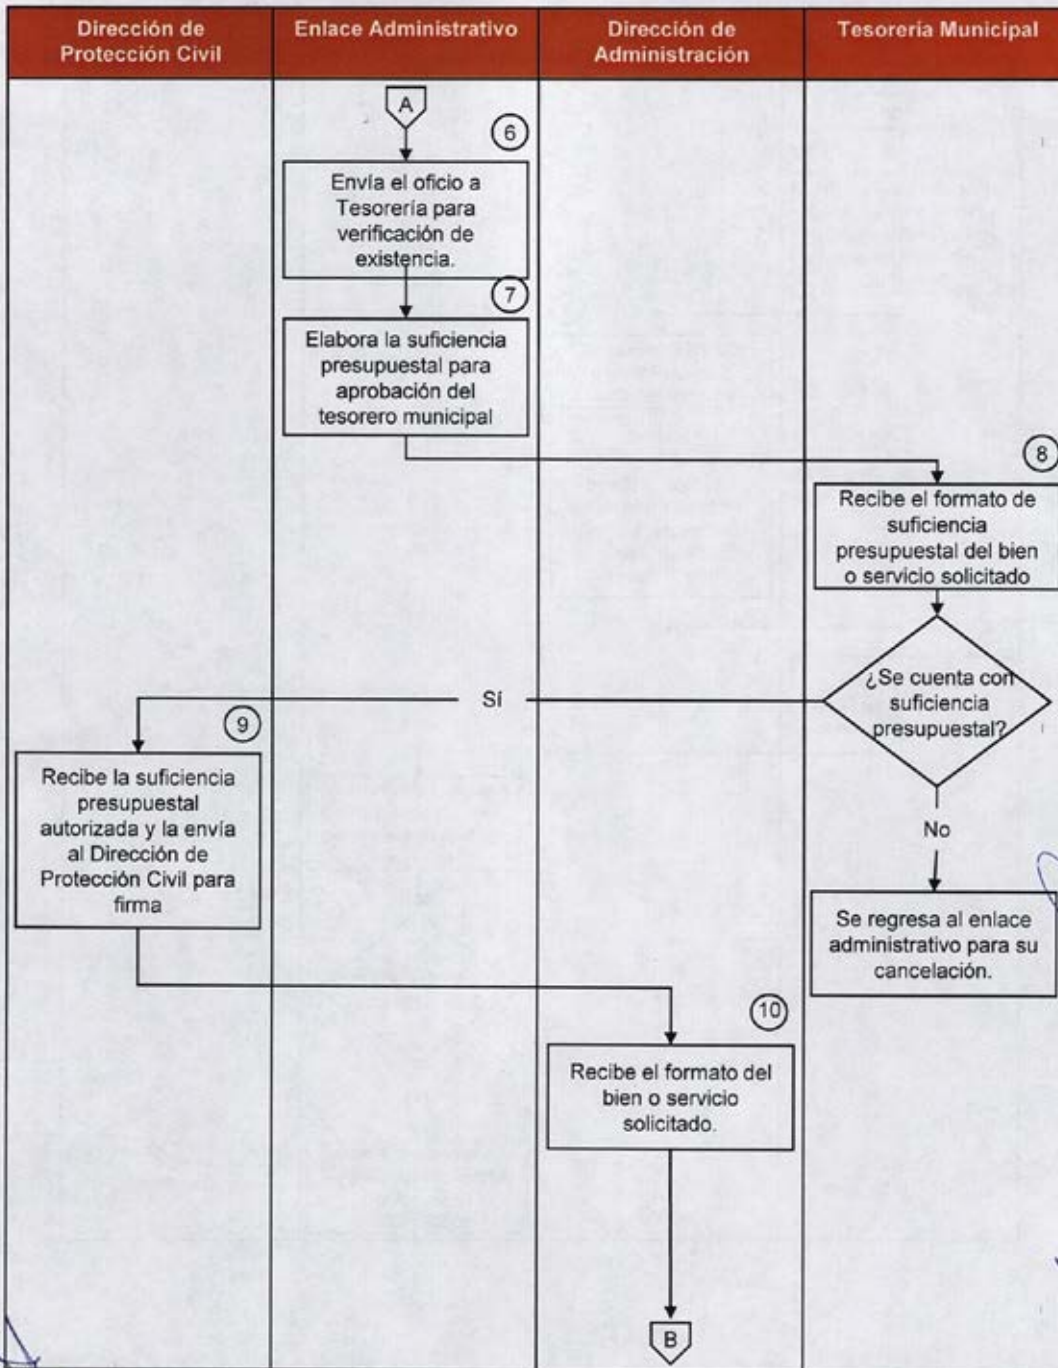 Dirección de
Protección Civil
Enlace Administrativo
Dirección de
Administración
Tesorería Municipal
A
6
Envía el oficio a
Tesorería para
verificación de
existencia.
7
Elabora la suficiencia
presupuestal para
aprobación del
tesorero municipal
8
Recibe el formato de
suficiencia
presupuestal del bien
o servicio solicitado
¿Se cuenta con
suficiencia
presupuestal?
Sí
9
Recibe la suficiencia
presupuestal
autorizada y la envía
al Dirección de
Protección Civil para
firma
No
Se regresa al enlace
administrativo para su
cancelación.
10
Recibe el formato del
bien o servicio
solicitado.
B